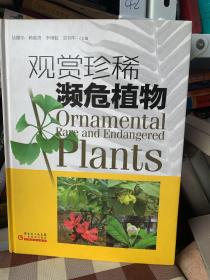 观赏珍稀
濒危植物
Ornamental
Rare and Endangered
Plants